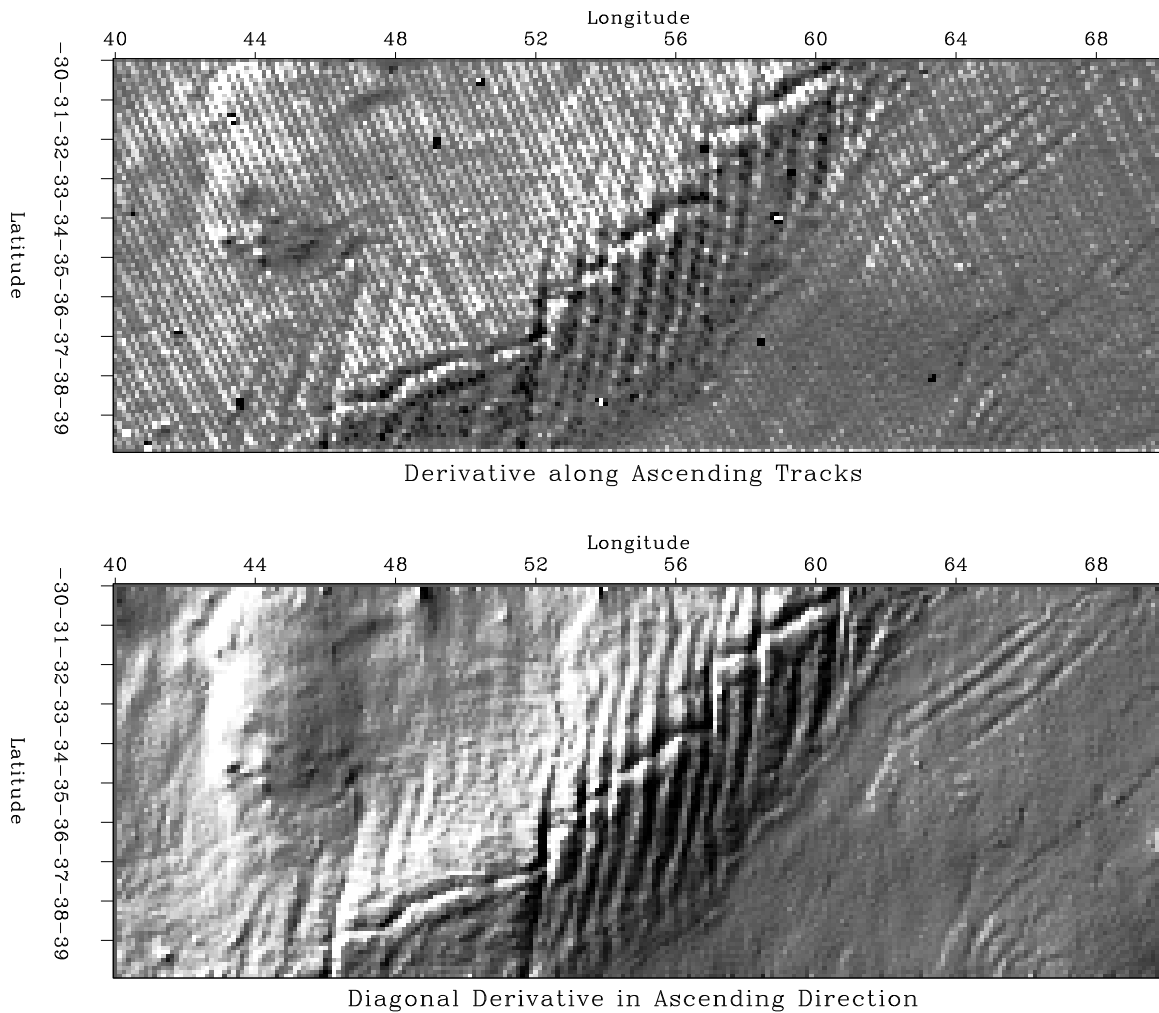 Longitude
40 44 48 52 56 60 64 68
Latitude
-30 -31 -32 -33 -34 -35 -36 -37 -38 -39
Derivative along Ascending Tracks
Longitude
40 44 48 52 56 60 64 68
Latitude
-30 -31 -32 -33 -34 -35 -36 -37 -38 -39
Diagonal Derivative in Ascending Direction